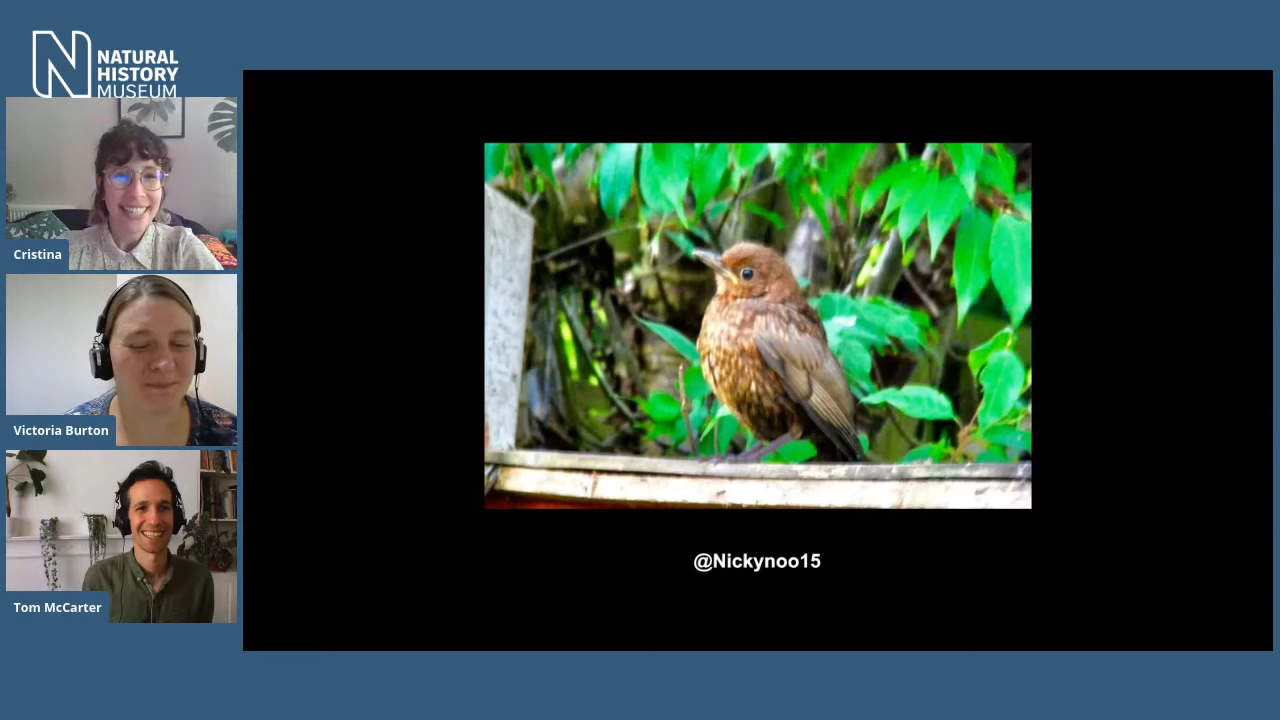 NATURAL
HISTORY
MUSEUM
Cristina
Victoria Burton
Tom McCarter
@Nickynoo15